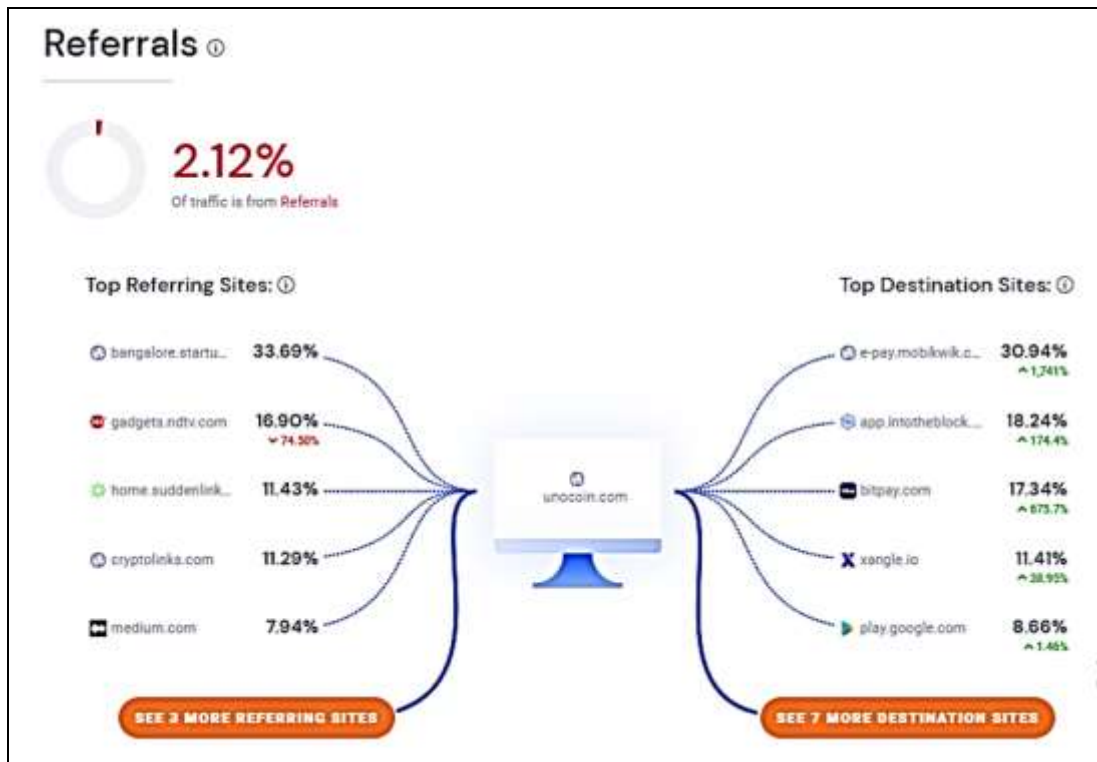 Referrals
2.12%
Of traffic is from Referrals
Top Referring Sites:
bangalore.startu... 33.69%
gadgets.ndtv.com 16.90%
74.50%
home.suddenlink... 11.43%
cryptolinks.com 11.29%
medium.com 7.94%
SEE 3 MORE REFERRING SITES
unocoin.com
Top Destination Sites:
e-pay.mobikwik.c... 30.94%
1,741%
app.intotheblock.... 18.24%
174.4%
bitpay.com 17.34%
675.7%
xangle.io 11.41%
38.95%
play.google.com 8.66%
1.46%
SEE 7 MORE DESTINATION SITES